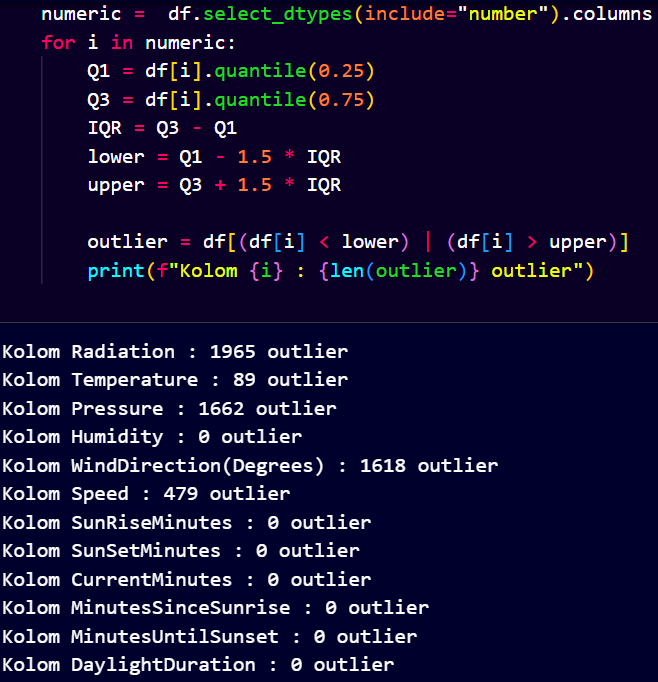 numeric =  df.select_dtypes(include="number").columns
for i in numeric:
    Q1 = df[i].quantile(0.25)
    Q3 = df[i].quantile(0.75)
    IQR = Q3 - Q1
    lower = Q1 - 1.5 * IQR
    upper = Q3 + 1.5 * IQR

    outlier = df[(df[i] < lower) | (df[i] > upper)]
    print(f"Kolom {i} : {len(outlier)} outlier")

Kolom Radiation : 1965 outlier
Kolom Temperature : 89 outlier
Kolom Pressure : 1662 outlier
Kolom Humidity : 0 outlier
Kolom WindDirection(Degrees) : 1618 outlier
Kolom Speed : 479 outlier
Kolom SunRiseMinutes : 0 outlier
Kolom SunSetMinutes : 0 outlier
Kolom CurrentMinutes : 0 outlier
Kolom MinutesSinceSunrise : 0 outlier
Kolom MinutesUntilSunset : 0 outlier
Kolom DaylightDuration : 0 outlier